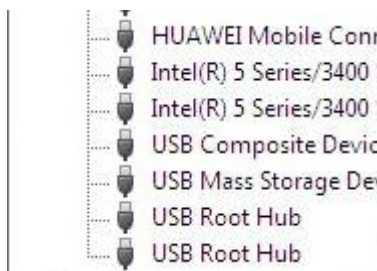 HUAWEI Mobile
Intel(R) 5 Series/3400
Intel(R) 5 Series/3400
USB Composite
USB Mass Storage
USB Root Hub
USB Root Hub